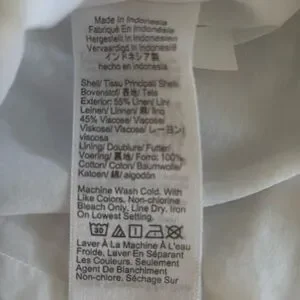 Made In Indonesia
Fabriqué En Indonésie
Hergestellt in Indonesien
Vervaardigd in Indonesië
インドネシア製
hecho en Indonesia
Shell/ Tissu Principal/ Shell/
Bovenstof/ 表地/ Tela
Exterior: 55% Linen/ Lin/
Leinen/ Linnen/ 麻/ lino
45% Viscose/ Viscose/
Viskose/ Viscose/ レーヨン/
viscosa
Lining/ Doublure/ Futter/
Voering/ 裏地/ Forro: 100%
Cotton/ Coton/ Baumwolle/
Katoen/ 綿/ algodón
Machine Wash Cold. With
Like Colors. Non-chlorine
Bleach Only. Line Dry. Iron
On Lowest Setting.
30
Laver À La Machine À L'eau
Froide, Laver En Séparant
Les Couleurs. Seulement
Agent De Blanchiment
Sans Chlore. Sécher